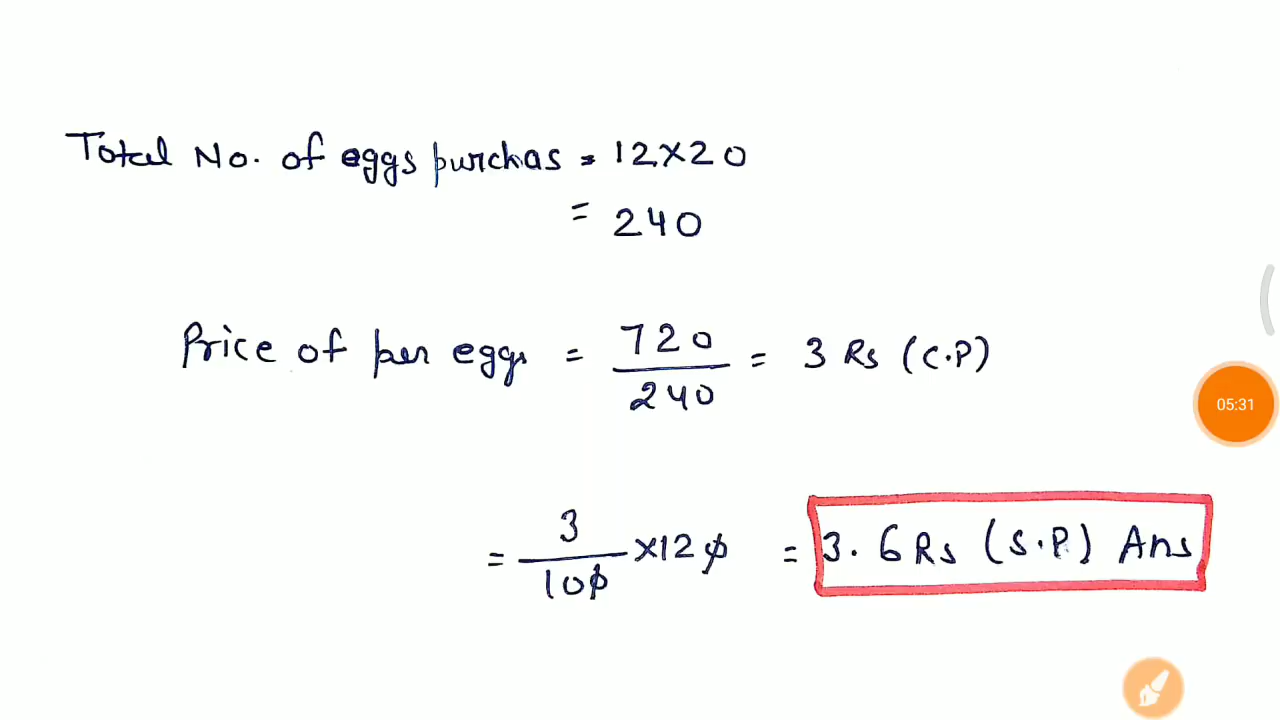 Total No. of eggs purchas = 12×20
= 240
Price of per eggs = 720/240 = 3 Rs (C.P)
05:31
= 3/100 ×120 = 3.6 Rs (S.P) Ans